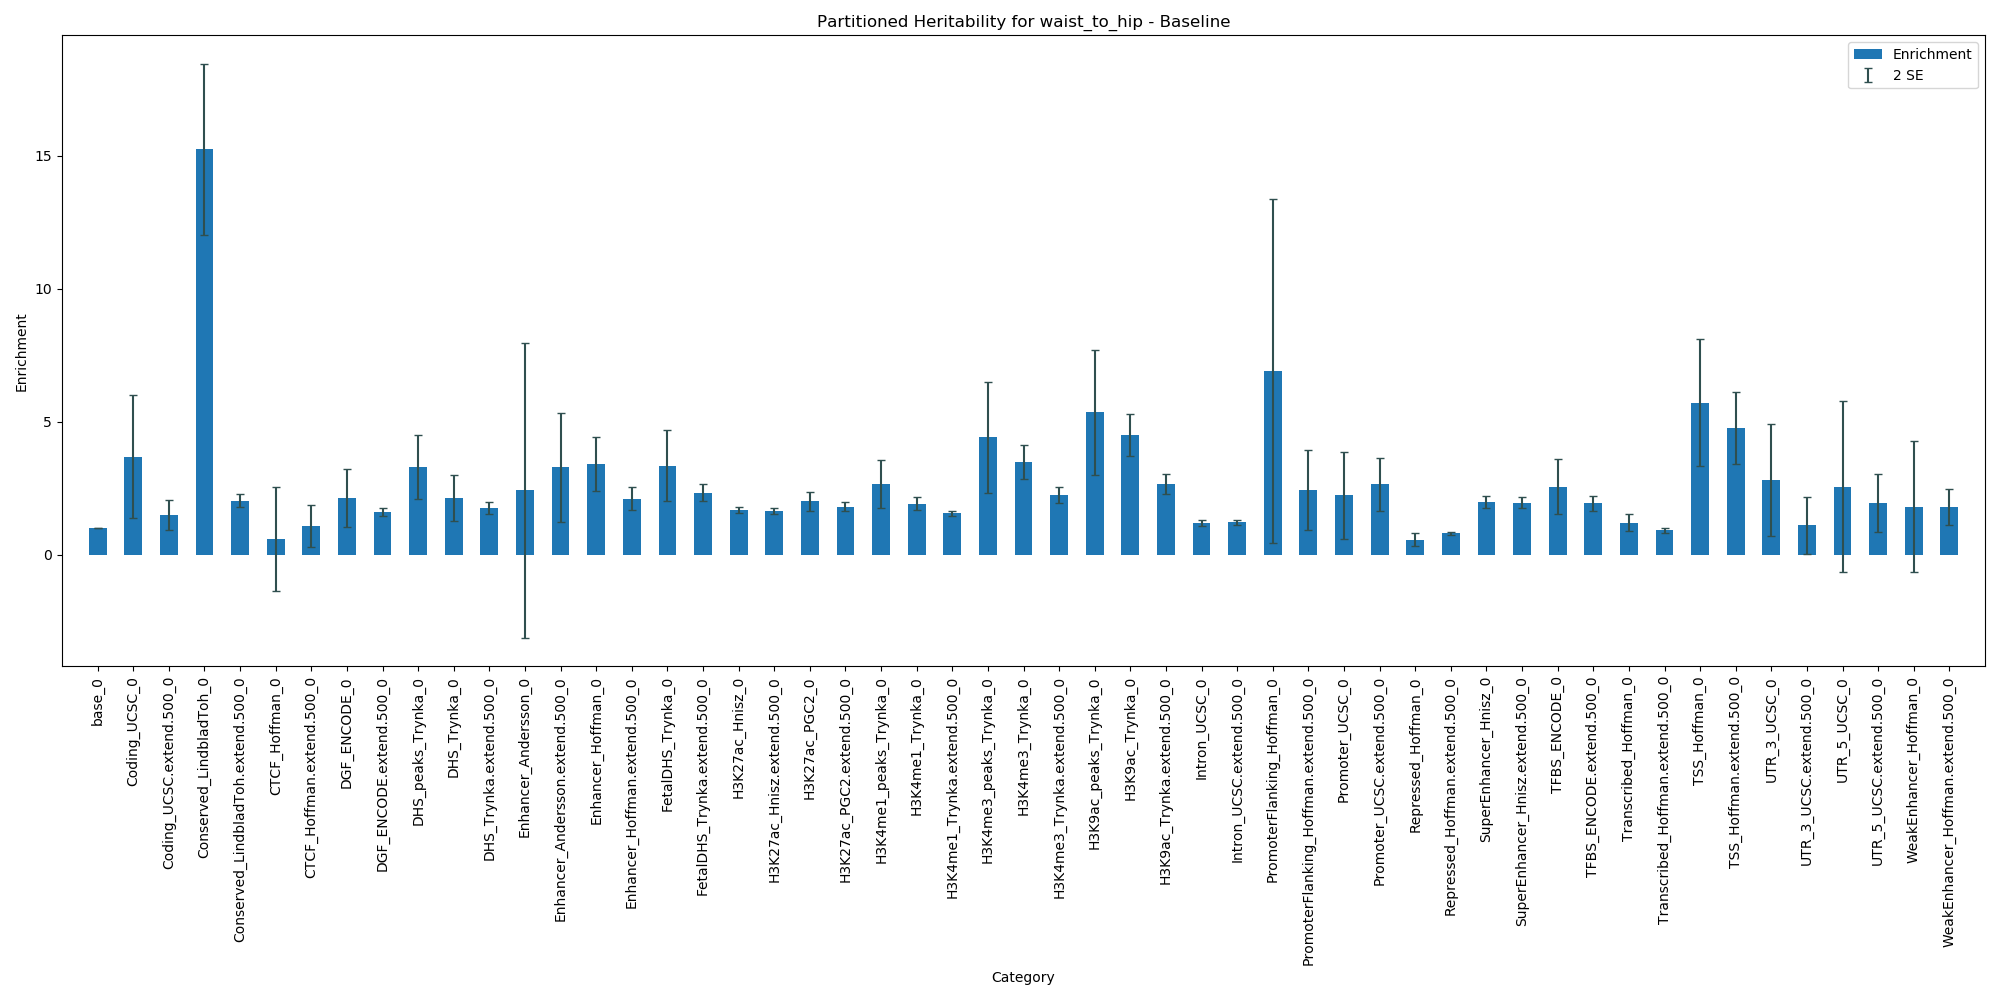 Partitioned Heritability for waist_to_hip - Baseline
Enrichment
2 SE
Enrichment
15
10
5
0
base_0
Coding_UCSC_0
Coding_UCSC.extend.500_0
Conserved_LindbladToh_0
Conserved_LindbladToh.extend.500_0
CTCF_Hoffman_0
CTCF_Hoffman.extend.500_0
DGF_ENCODE_0
DGF_ENCODE.extend.500_0
DHS_peaks_Trynka_0
DHS_Trynka_0
DHS_Trynka.extend.500_0
Enhancer_Andersson_0
Enhancer_Andersson.extend.500_0
Enhancer_Hoffman_0
Enhancer_Hoffman.extend.500_0
FetalDHS_Trynka_0
FetalDHS_Trynka.extend.500_0
H3K27ac_Hnisz_0
H3K27ac_Hnisz.extend.500_0
H3K27ac_PGC2_0
H3K27ac_PGC2.extend.500_0
H3K4me1_peaks_Trynka_0
H3K4me1_Trynka_0
H3K4me1_Trynka.extend.500_0
H3K4me3_peaks_Trynka_0
H3K4me3_Trynka_0
H3K4me3_Trynka.extend.500_0
H3K9ac_peaks_Trynka_0
H3K9ac_Trynka_0
H3K9ac_Trynka.extend.500_0
Intron_UCSC_0
Intron_UCSC.extend.500_0
PromoterFlanking_Hoffman_0
PromoterFlanking_Hoffman.extend.500_0
Promoter_UCSC_0
Promoter_UCSC.extend.500_0
Repressed_Hoffman_0
Repressed_Hoffman.extend.500_0
SuperEnhancer_Hnisz_0
SuperEnhancer_Hnisz.extend.500_0
TFBS_ENCODE_0
TFBS_ENCODE.extend.500_0
Transcribed_Hoffman_0
Transcribed_Hoffman.extend.500_0
TSS_Hoffman_0
TSS_Hoffman.extend.500_0
UTR_3_UCSC_0
UTR_3_UCSC.extend.500_0
UTR_5_UCSC_0
UTR_5_UCSC.extend.500_0
WeakEnhancer_Hoffman_0
WeakEnhancer_Hoffman.extend.500_0
Category